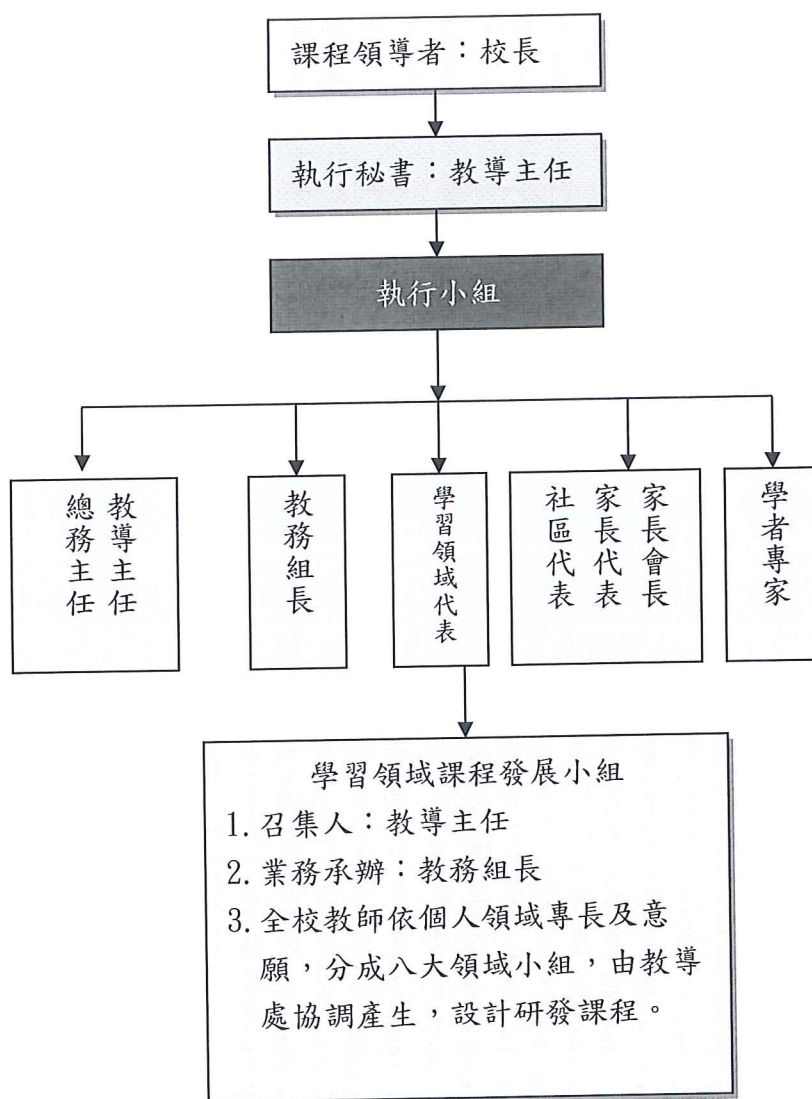 課程領導者：校長
執行秘書：教導主任
執行小組
教導主任
總務主任
教務組長
學習領域代表
家長會長
家長代表
社區代表
學者專家
學習領域課程發展小組
1. 召集人：教導主任
2. 業務承辦：教務組長
3. 全校教師依個人領域專長及意
願，分成八大領域小組，由教導
處協調產生，設計研發課程。